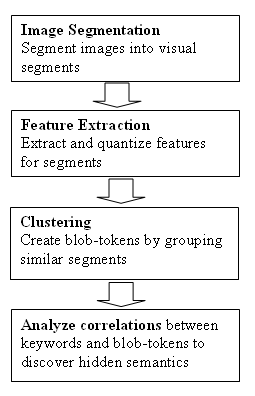 Image Segmentation
Segment images into visual
segments
Feature Extraction
Extract and quantize features
for segments
Clustering
Create blob-tokens by grouping
similar segments
Analyze correlations between
keywords and blob-tokens to
discover hidden semantics